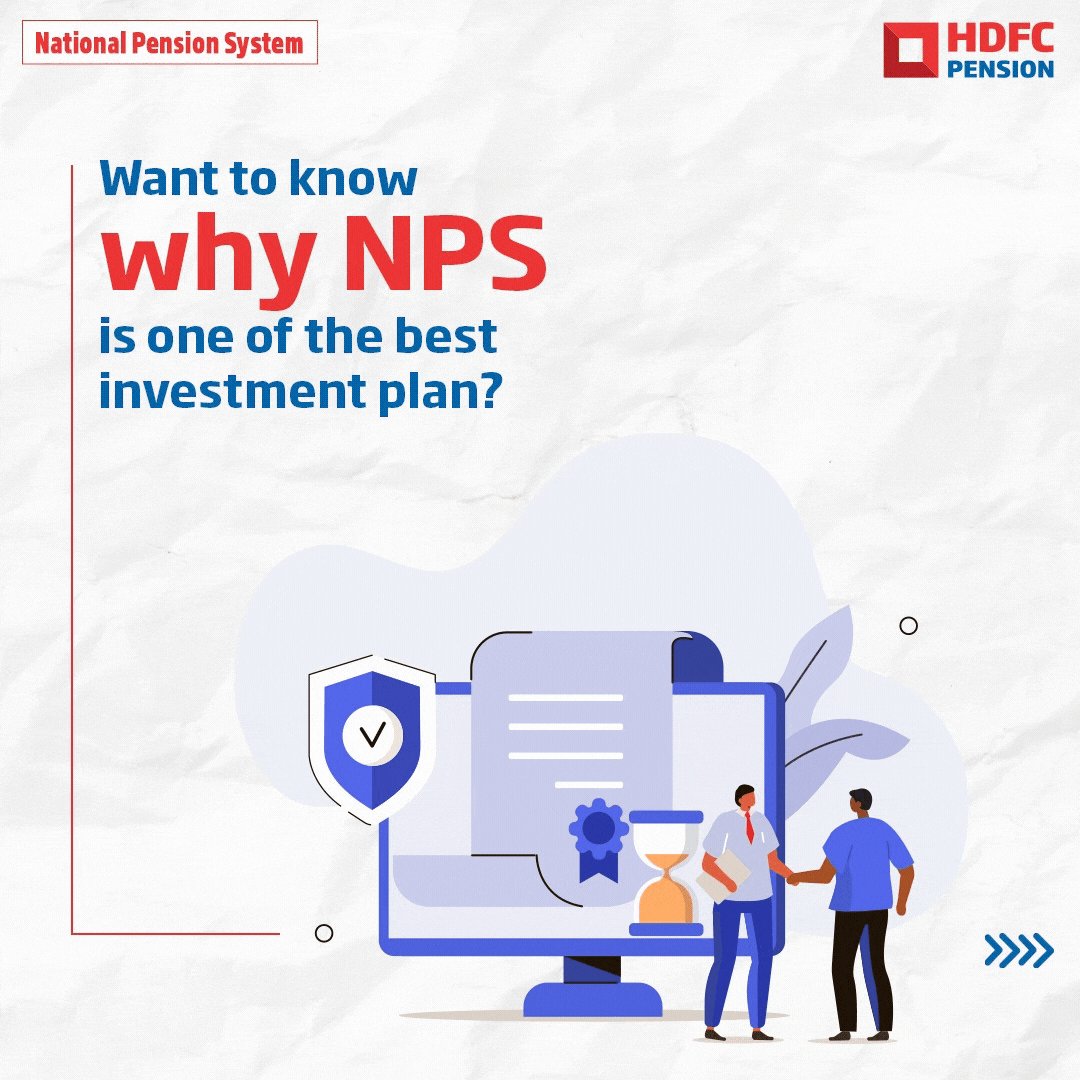 National Pension System
HDFC
PENSION
Want to know
why NPS
is one of the best
investment plan?